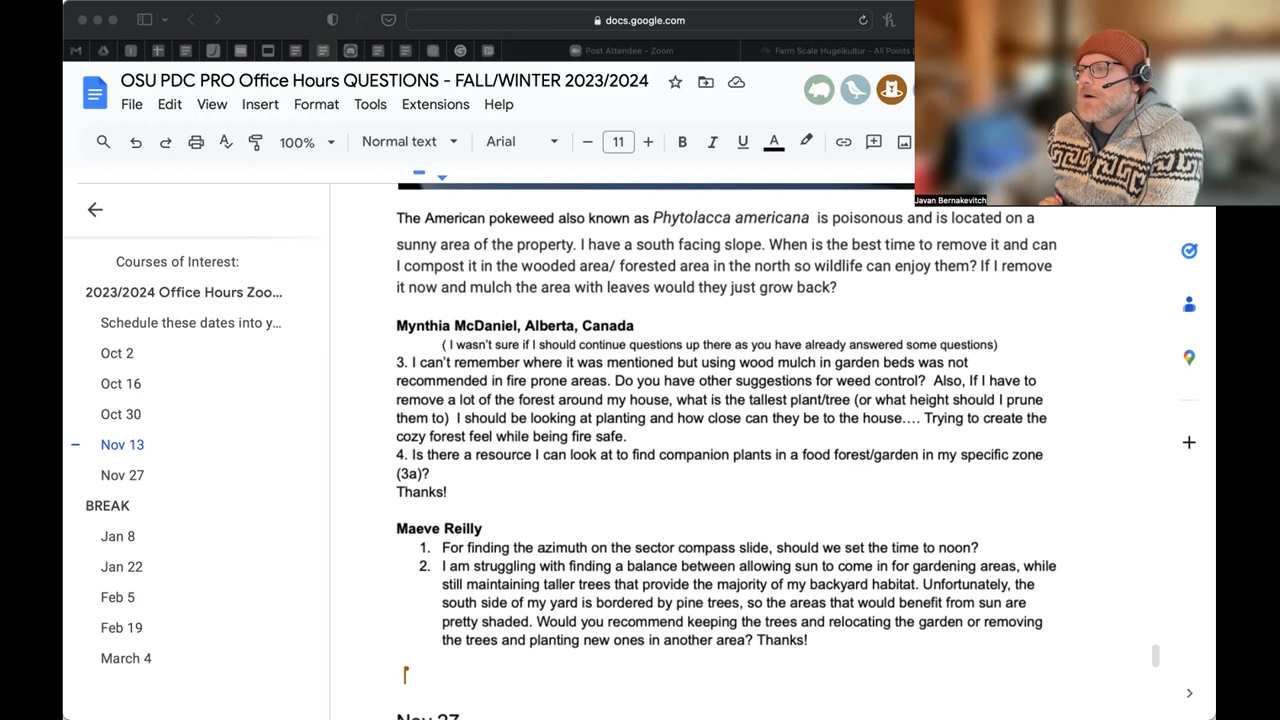 docs.google.com
Post Attendee - Zoom
Farm Scale Hugelkultur - All Points L
OSU PDC PRO Office Hours QUESTIONS - FALL/WINTER 2023/2024
File Edit View Insert Format Tools Extensions Help
100% Normal text Arial 11 B I U A
Javan Bernakevitch
Courses of Interest:
2023/2024 Office Hours Zoo...
Schedule these dates into y...
Oct 2
Oct 16
Oct 30
Nov 13
Nov 27
BREAK
Jan 8
Jan 22
Feb 5
Feb 19
March 4
The American pokeweed also known as Phytolacca americana is poisonous and is located on a
sunny area of the property. I have a south facing slope. When is the best time to remove it and can
I compost it in the wooded area/ forested area in the north so wildlife can enjoy them? If I remove
it now and mulch the area with leaves would they just grow back?
Mynthia McDaniel, Alberta, Canada
( I wasn't sure if I should continue questions up there as you have already answered some questions)
3. I can't remember where it was mentioned but using wood mulch in garden beds was not
recommended in fire prone areas. Do you have other suggestions for weed control? Also, If I have to
remove a lot of the forest around my house, what is the tallest plant/tree (or what height should I prune
them to) I should be looking at planting and how close can they be to the house.... Trying to create the
cozy forest feel while being fire safe.
4. Is there a resource I can look at to find companion plants in a food forest/garden in my specific zone
(3a)?
Thanks!
Maeve Reilly
1. For finding the azimuth on the sector compass slide, should we set the time to noon?
2. I am struggling with finding a balance between allowing sun to come in for gardening areas, while
still maintaining taller trees that provide the majority of my backyard habitat. Unfortunately, the
south side of my yard is bordered by pine trees, so the areas that would benefit from sun are
pretty shaded. Would you recommend keeping the trees and relocating the garden or removing
the trees and planting new ones in another area? Thanks!
Nov 27